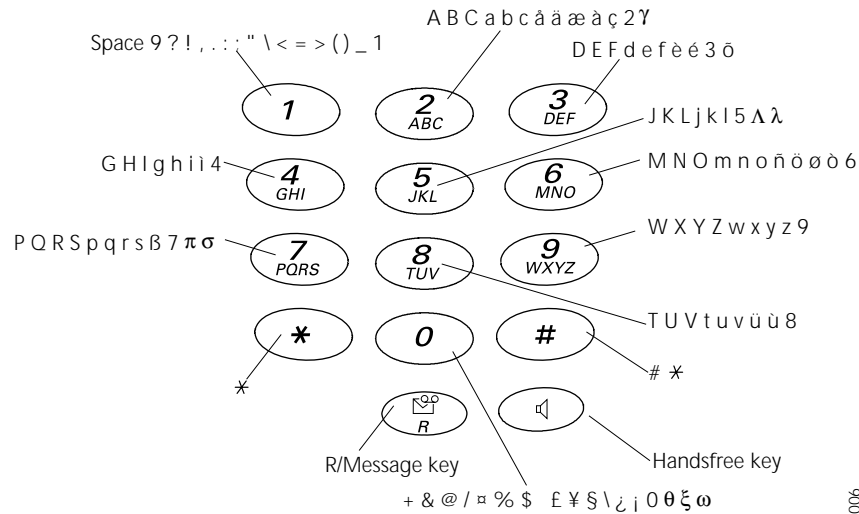 A B C a b c å ä æ à ç 2 γ
Space 9 ? ! , . : ; " \ < = > ( ) _ 1
D E F d e f è é 3 õ
1
2
ABC
3
DEF
J K L j k l 5 Λ λ
G H I g h i ì 4
M N O m n o ñ ö ø ò 6
4
GHI
5
JKL
6
MNO
W X Y Z w x y z 9
P Q R S p q r s ß 7 π σ
7
PQRS
8
TUV
9
WXYZ
T U V t u v ü ù 8
*
0
#
# *
*
R
R/Message key
Handsfree key
+ & @ / ¤ % $ £ ¥ § \ ¿ ¡ 0 θ ξ ω
006